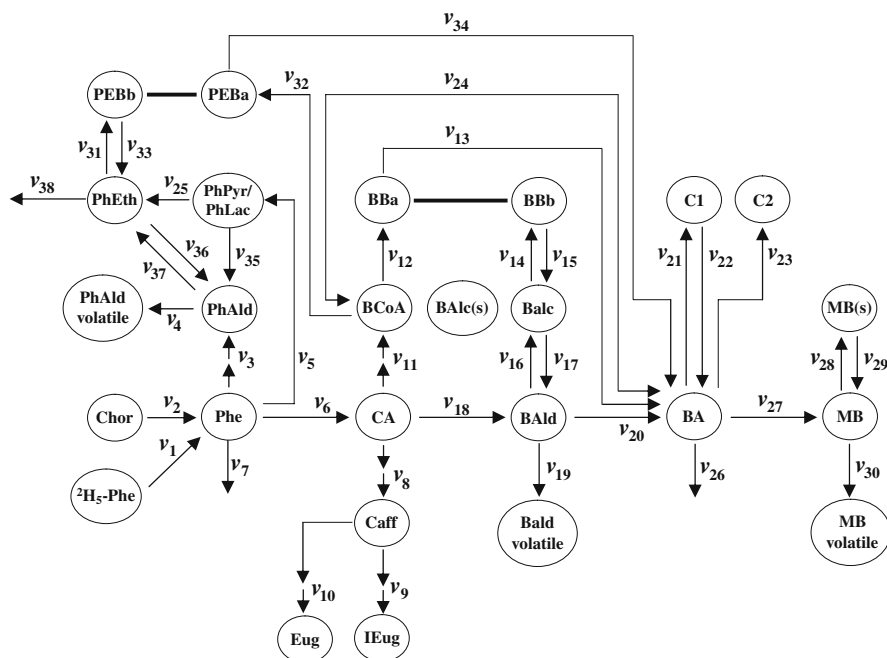 v34
v32
v24
PEBb
PEBa
v13
v31
v33
v38
PhEth
v25
PhPyr/
PhLac
BBa
BBb
C1
C2
v36
v37
v35
v12
v14
v15
v21
v22
v23
PhAld
volatile
v4
PhAld
BCoA
BAlc(s)
Balc
MB(s)
v3
v5
v11
v16
v17
v28
v29
Chor
v2
Phe
v6
CA
v18
BAld
v20
BA
v27
MB
v1
v7
v8
v19
v26
v30
²H5-Phe
Caff
Bald
volatile
MB
volatile
v10
v9
Eug
IEug